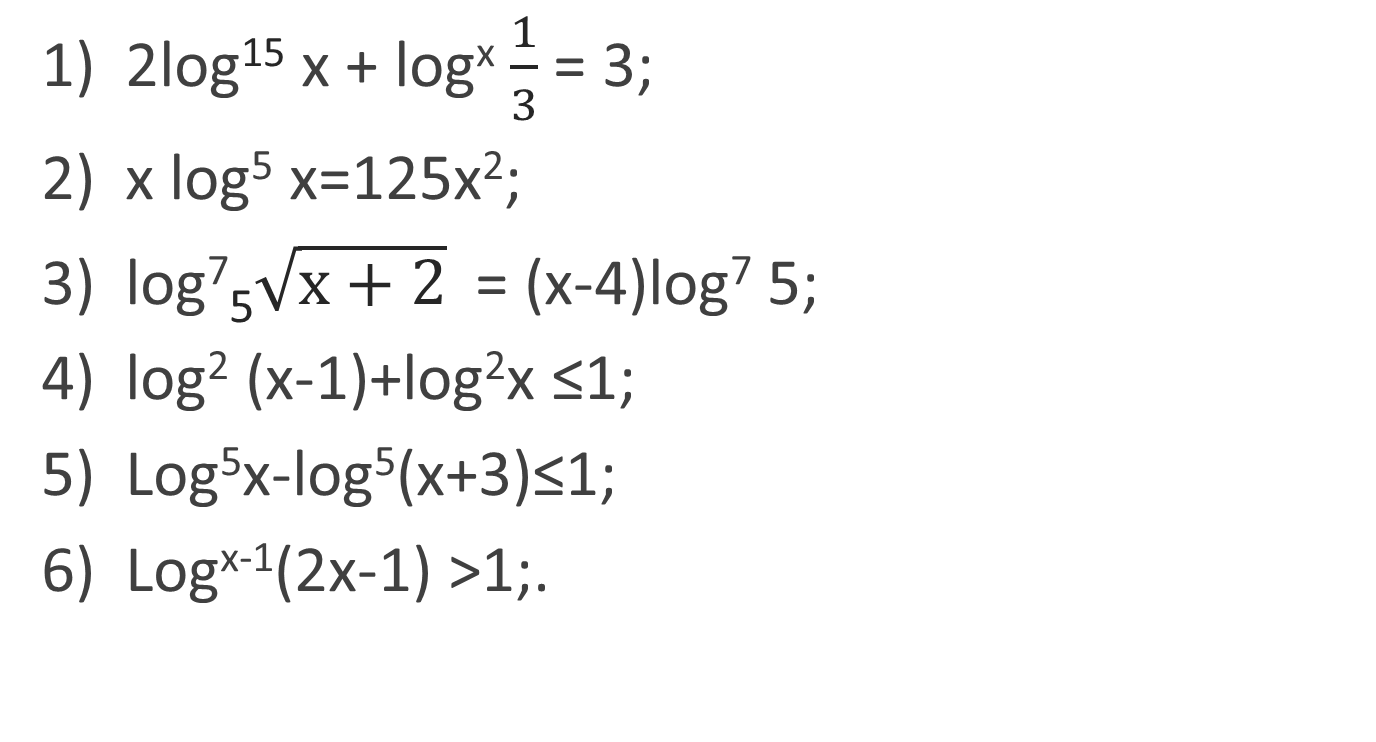 1) 2log¹⁵ x + logˣ 1/3 = 3;
2) x log⁵ x=125x²;
3) log⁷₅√(x + 2) = (x-4)log⁷ 5;
4) log² (x-1)+log²x ≤1;
5) Log⁵x-log⁵(x+3)≤1;
6) Logˣ⁻¹(2x-1) >1;.